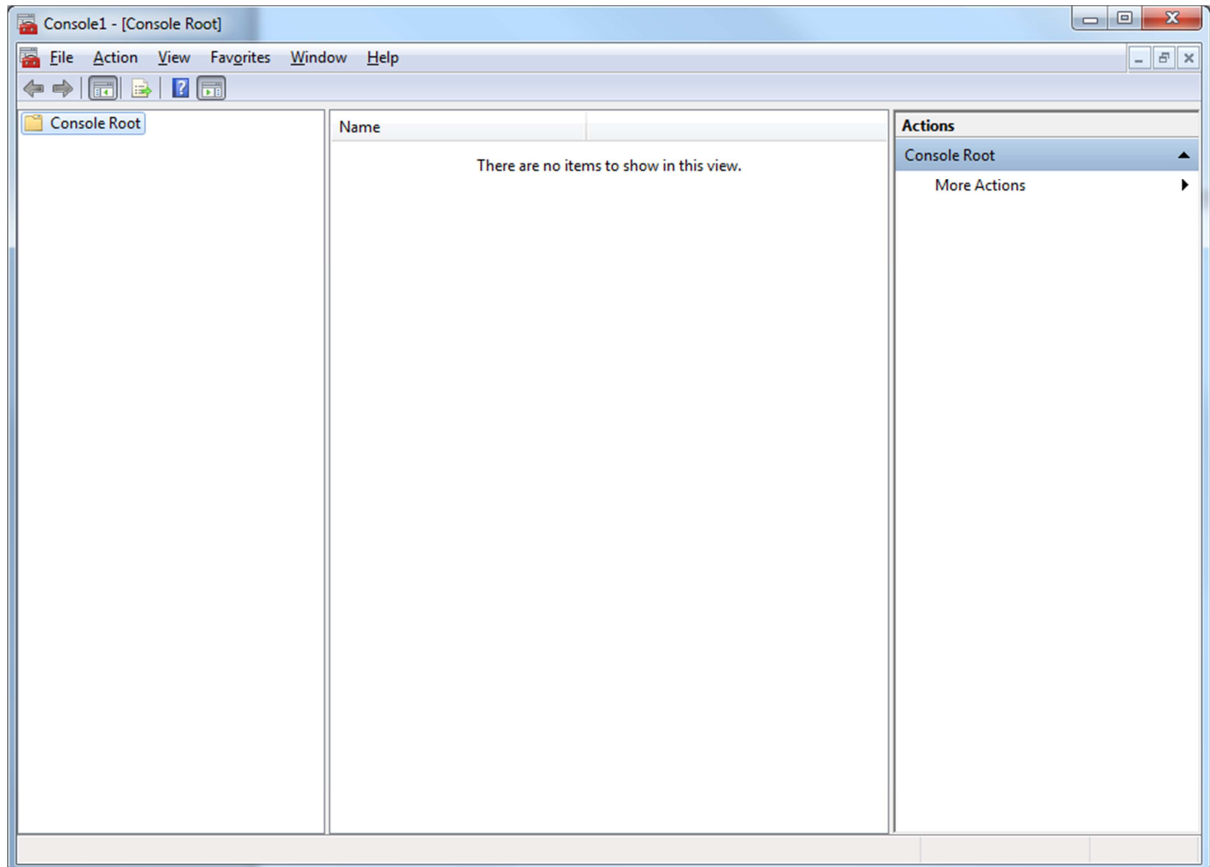 Console1 - [Console Root]
File Action View Favorites Window Help
Console Root
Name
There are no items to show in this view.
Actions
Console Root
More Actions